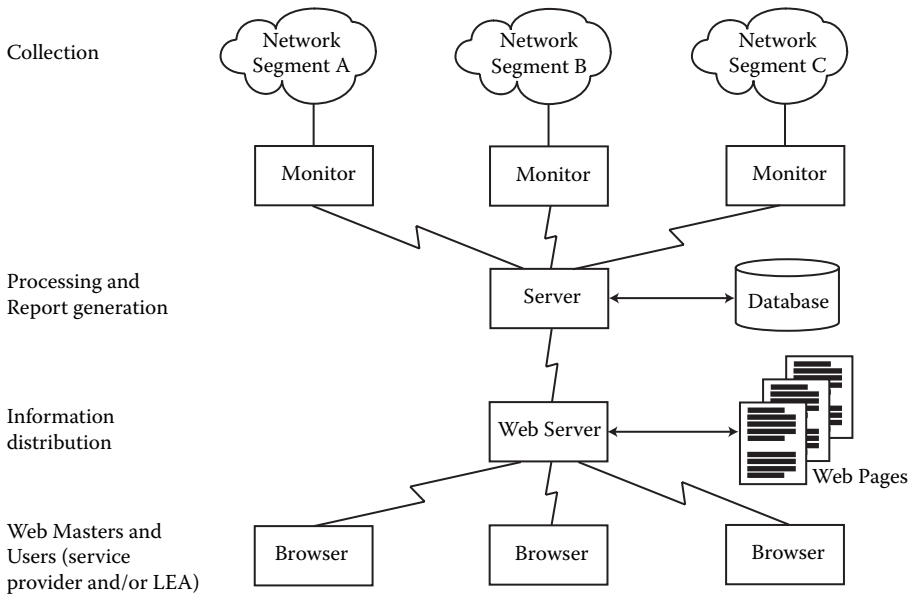 Collection
Network
Segment A
Network
Segment B
Network
Segment C
Monitor
Monitor
Monitor
Processing and
Report generation
Server
Database
Information
distribution
Web Server
Web Pages
Web Masters and
Users (service
provider and/or LEA)
Browser
Browser
Browser